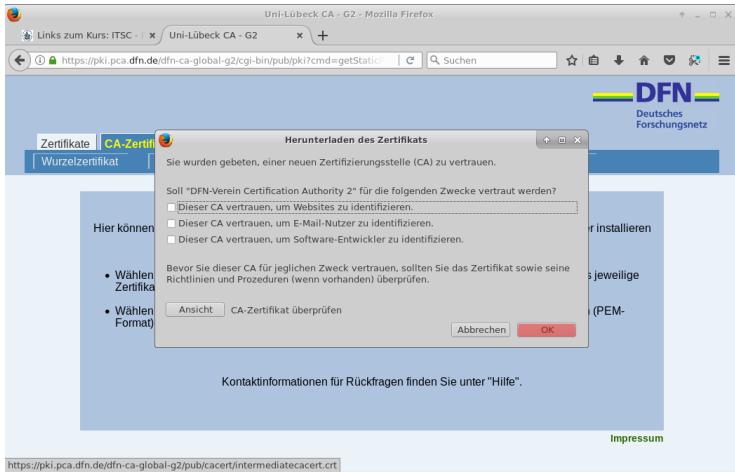 Uni-Lübeck CA - G2 - Mozilla Firefox
Links zum Kurs: ITSC - 
Uni-Lübeck CA - G2
https://pki.pca.dfn.de/dfn-ca-global-g2/cgi-bin/pub/pki?cmd=getStatic
Suchen
DFN
Deutsches
Forschungsnetz
Zertifikate
CA-Zertifi
Wurzelzertifikat
Herunterladen des Zertifikats
Sie wurden gebeten, einer neuen Zertifizierungsstelle (CA) zu vertrauen.
Soll "DFN-Verein Certification Authority 2" für die folgenden Zwecke vertraut werden?
Dieser CA vertrauen, um Websites zu identifizieren.
Dieser CA vertrauen, um E-Mail-Nutzer zu identifizieren.
Dieser CA vertrauen, um Software-Entwickler zu identifizieren.
Bevor Sie dieser CA für jeglichen Zweck vertrauen, sollten Sie das Zertifikat sowie seine
Richtlinien und Prozeduren (wenn vorhanden) überprüfen.
Ansicht CA-Zertifikat überprüfen
Abbrechen OK
Hier können
r installieren
• Wählen
s jeweilige
Zertifika
• Wählen
(PEM-
Format)
Kontaktinformationen für Rückfragen finden Sie unter "Hilfe".
Impressum
https://pki.pca.dfn.de/dfn-ca-global-g2/pub/cacert/intermediatecacert.crt